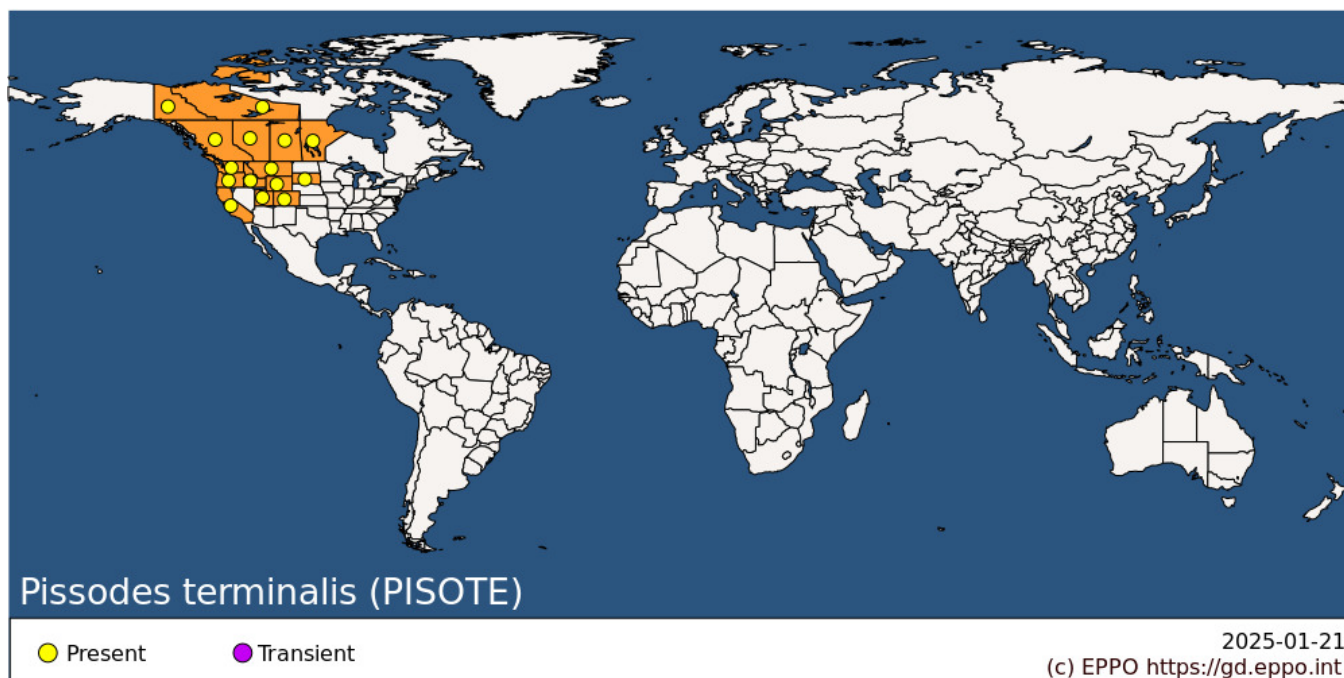 Pissodes terminalis (PISOTE)
Present
Transient
2025-01-21
(c) EPPO https://gd.eppo.int